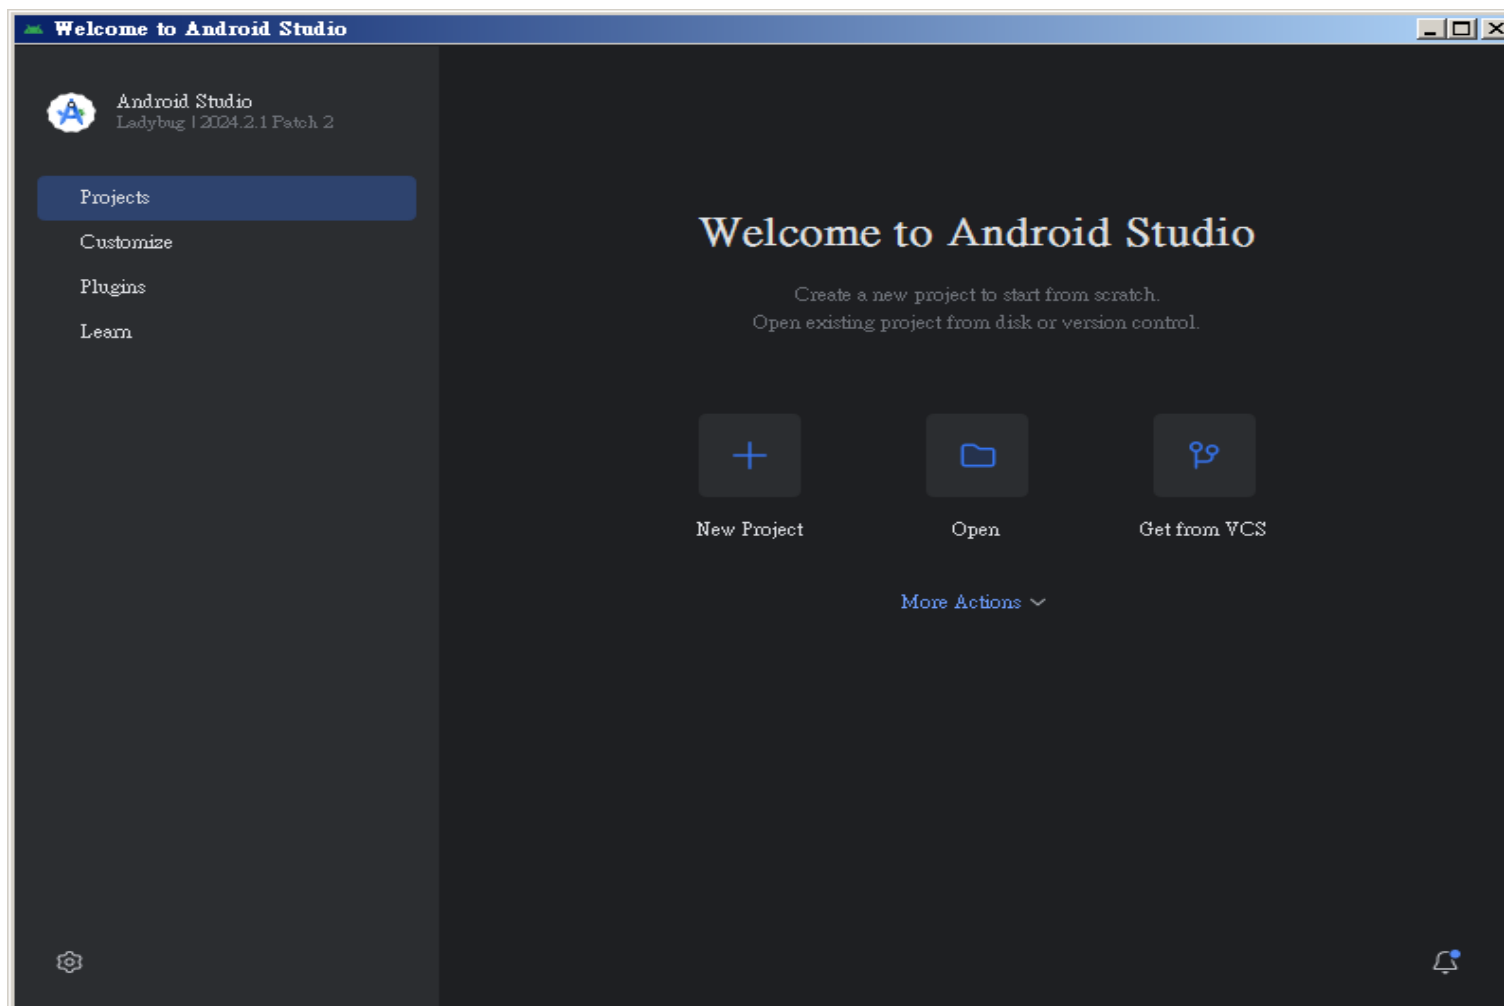 Welcome to Android Studio
Android Studio
Ladybug | 2024.2.1 Patch 2
Projects
Customize
Plugins
Learn
Welcome to Android Studio
Create a new project to start from scratch.
Open existing project from disk or version control.
New Project
Open
Get from VCS
More Actions